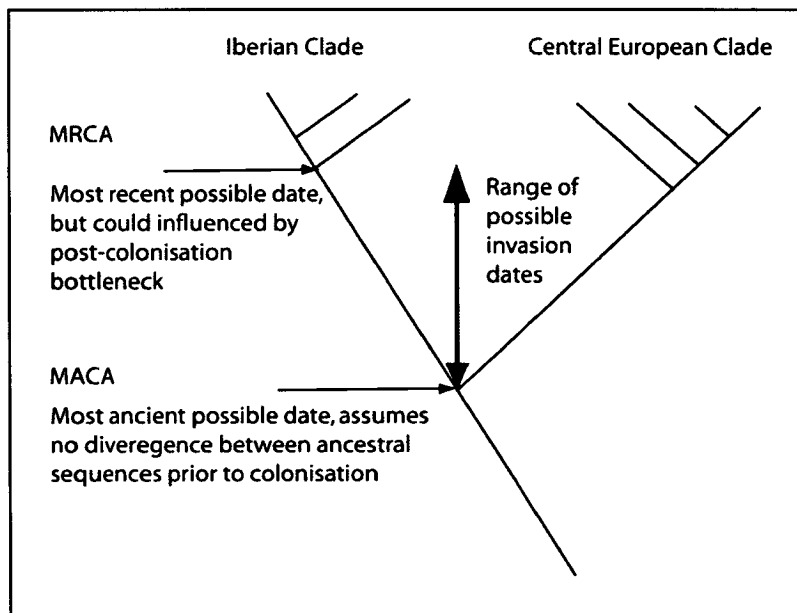 Iberian Clade
Central European Clade
MRCA
Most recent possible date,
but could influenced by
post-colonisation
bottleneck
Range of
possible
invasion
dates
MACA
Most ancient possible date, assumes
no diveregence between ancestral
sequences prior to colonisation